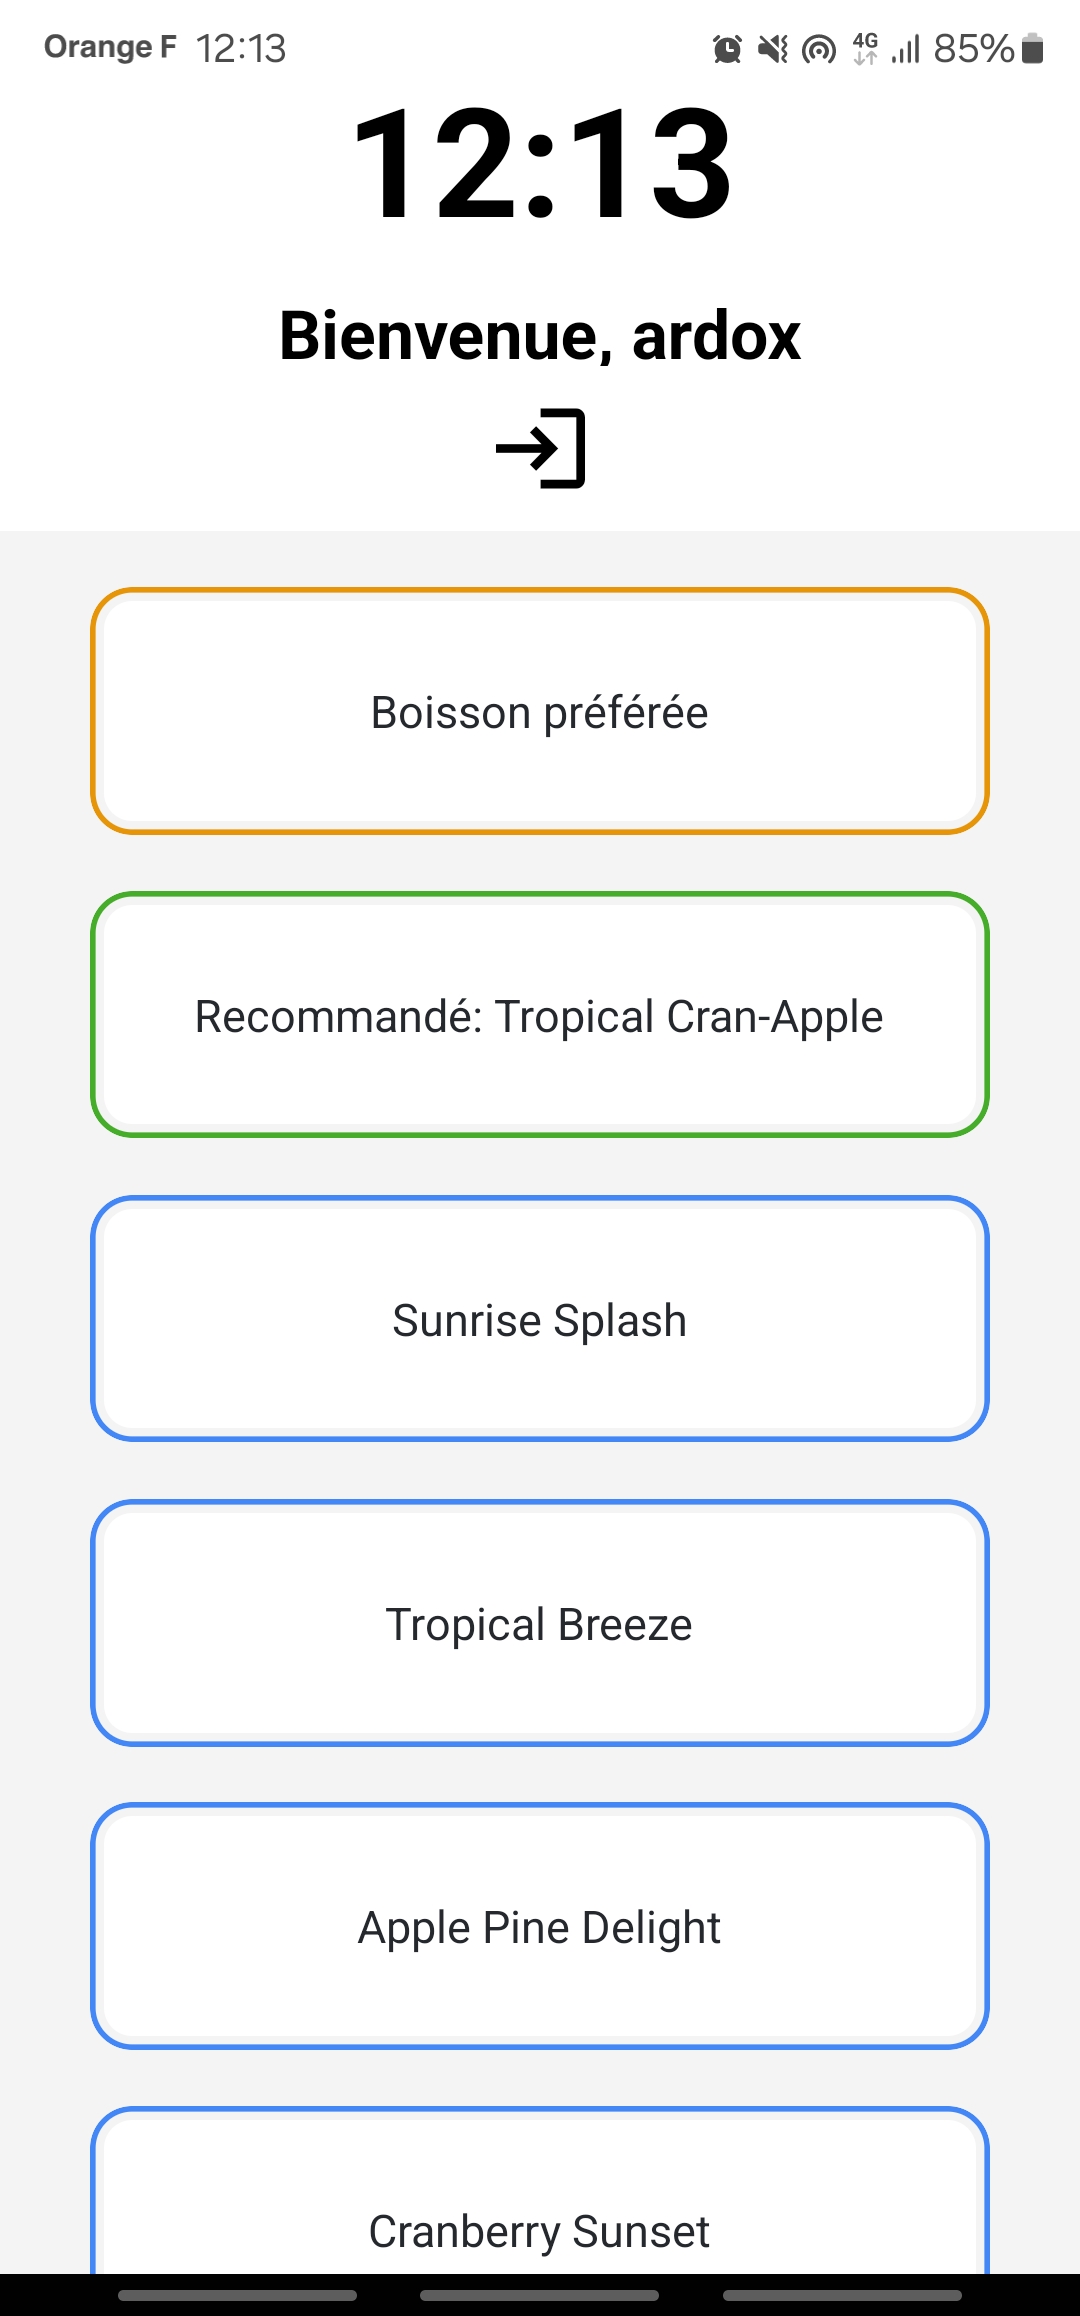 Orange F 12:13 4G 85%
12:13
Bienvenue, ardox
Boisson préférée
Recommandé: Tropical Cran-Apple
Sunrise Splash
Tropical Breeze
Apple Pine Delight
Cranberry Sunset